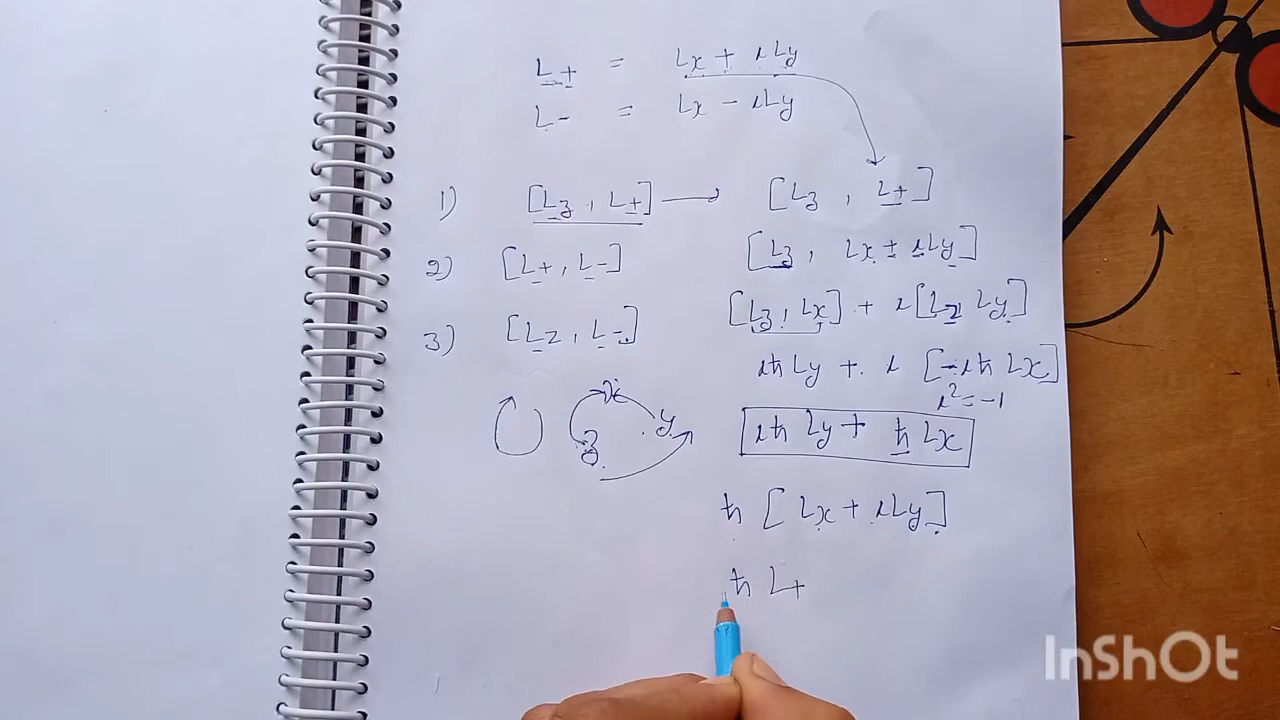 L+ = Lx + iLy
L- = Lx - iLy
1) [Lz, L+] → [Lz, L+]
2) [L+, L-]
[Lz, Lx + iLy]
3) [Lz, L-]
[Lz, Lx] + i[Lz Ly]
iħ Ly + i [-iħ Lx]
i² = -1
x
y
z
iħ Ly + ħ Lx
ħ [Lx + iLy]
ħ L+
InShOt